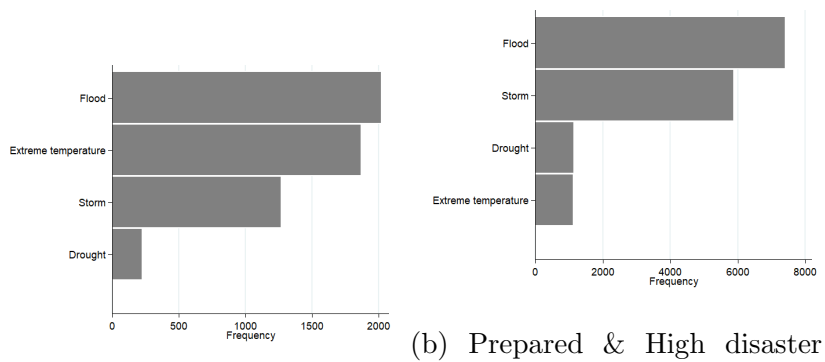 Flood
Extreme temperature
Storm
Drought
0 500 1000 1500 2000
Frequency
Flood
Storm
Drought
Extreme temperature
0 2000 4000 6000 8000
Frequency
(b) Prepared & High disaster